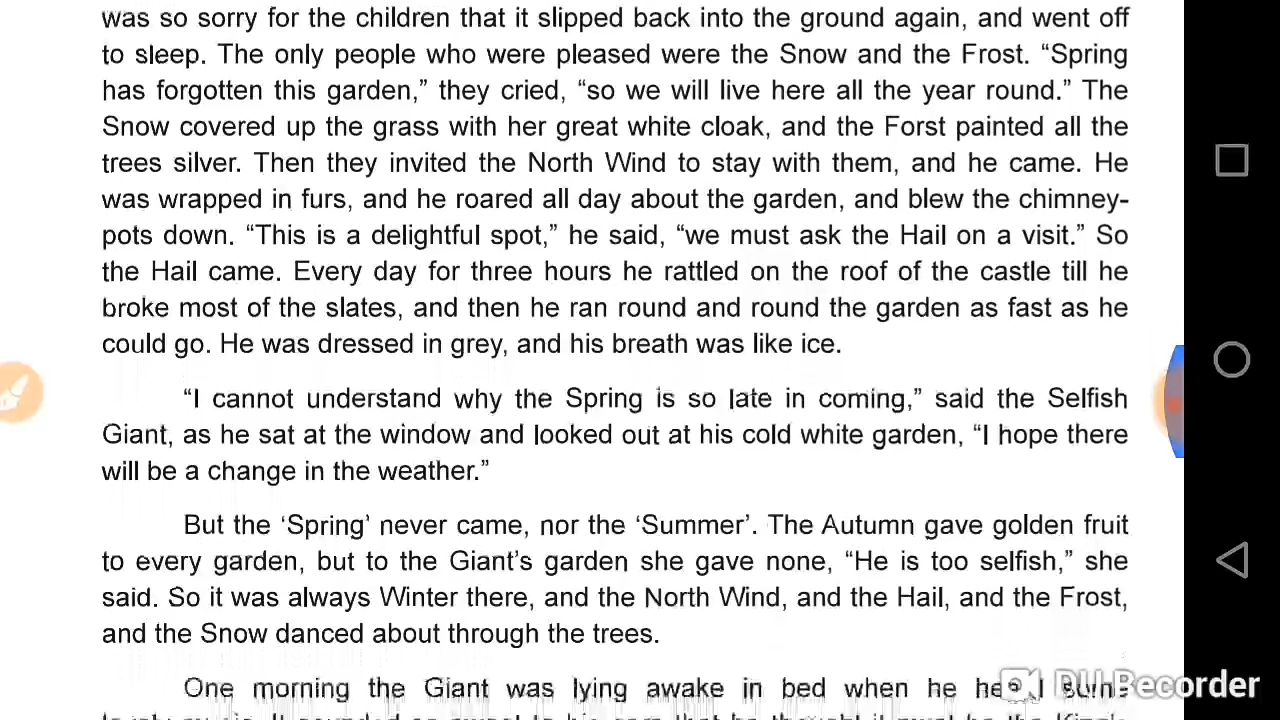 was so sorry for the children that it slipped back into the ground again, and went off
to sleep. The only people who were pleased were the Snow and the Frost. “Spring
has forgotten this garden,” they cried, “so we will live here all the year round.” The
Snow covered up the grass with her great white cloak, and the Forst painted all the
trees silver. Then they invited the North Wind to stay with them, and he came. He
was wrapped in furs, and he roared all day about the garden, and blew the chimney-
pots down. “This is a delightful spot,” he said, “we must ask the Hail on a visit.” So
the Hail came. Every day for three hours he rattled on the roof of the castle till he
broke most of the slates, and then he ran round and round the garden as fast as he
could go. He was dressed in grey, and his breath was like ice.
“I cannot understand why the Spring is so late in coming,” said the Selfish
Giant, as he sat at the window and looked out at his cold white garden, “I hope there
will be a change in the weather.”
But the ‘Spring’ never came, nor the ‘Summer’. The Autumn gave golden fruit
to every garden, but to the Giant’s garden she gave none, “He is too selfish,” she
said. So it was always Winter there, and the North Wind, and the Hail, and the Frost,
and the Snow danced about through the trees.
One morning the Giant was lying awake in bed when he
DU Recorder